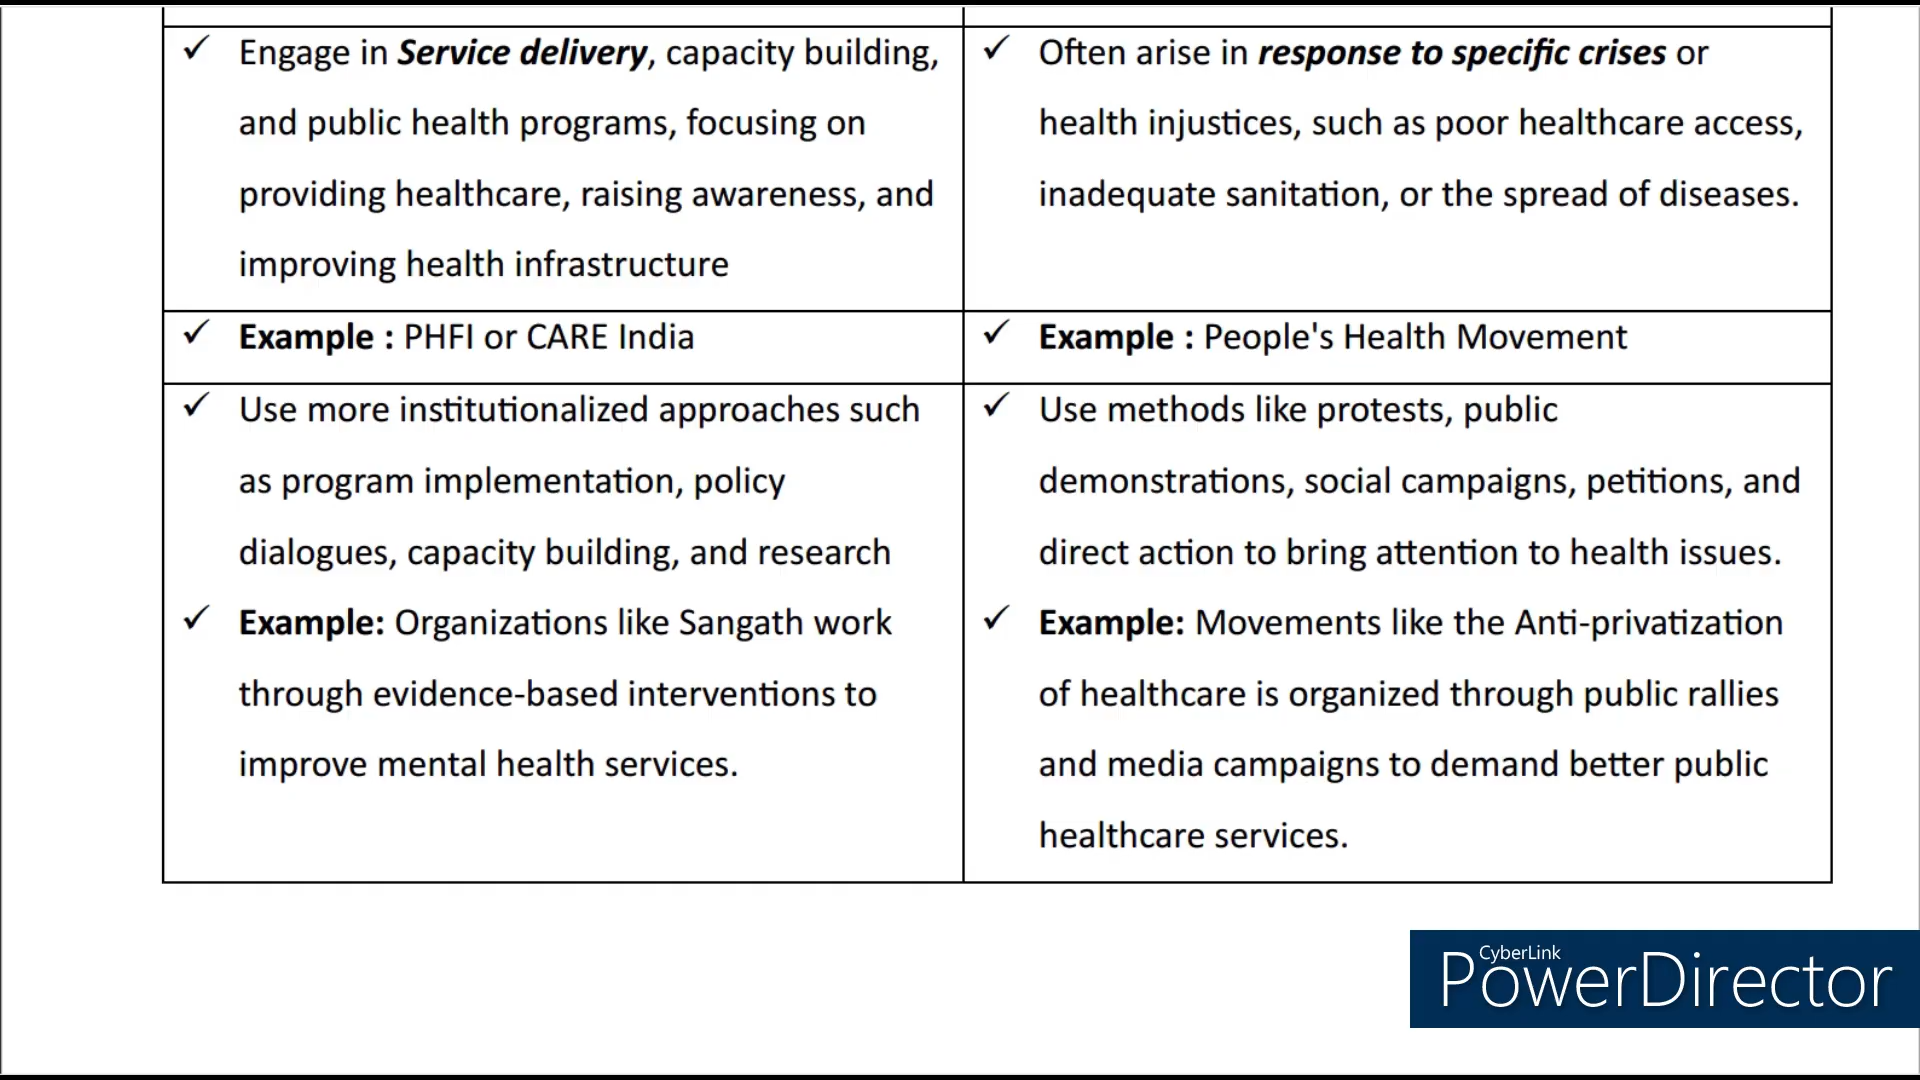 ✓ Engage in Service delivery, capacity building,
and public health programs, focusing on
providing healthcare, raising awareness, and
improving health infrastructure
✓ Often arise in response to specific crises or
health injustices, such as poor healthcare access,
inadequate sanitation, or the spread of diseases.
✓ Example : PHFI or CARE India
✓ Example : People's Health Movement
✓ Use more institutionalized approaches such
as program implementation, policy
dialogues, capacity building, and research
✓ Example: Organizations like Sangath work
through evidence-based interventions to
improve mental health services.
✓ Use methods like protests, public
demonstrations, social campaigns, petitions, and
direct action to bring attention to health issues.
✓ Example: Movements like the Anti-privatization
of healthcare is organized through public rallies
and media campaigns to demand better public
healthcare services.
CyberLink
PowerDirector